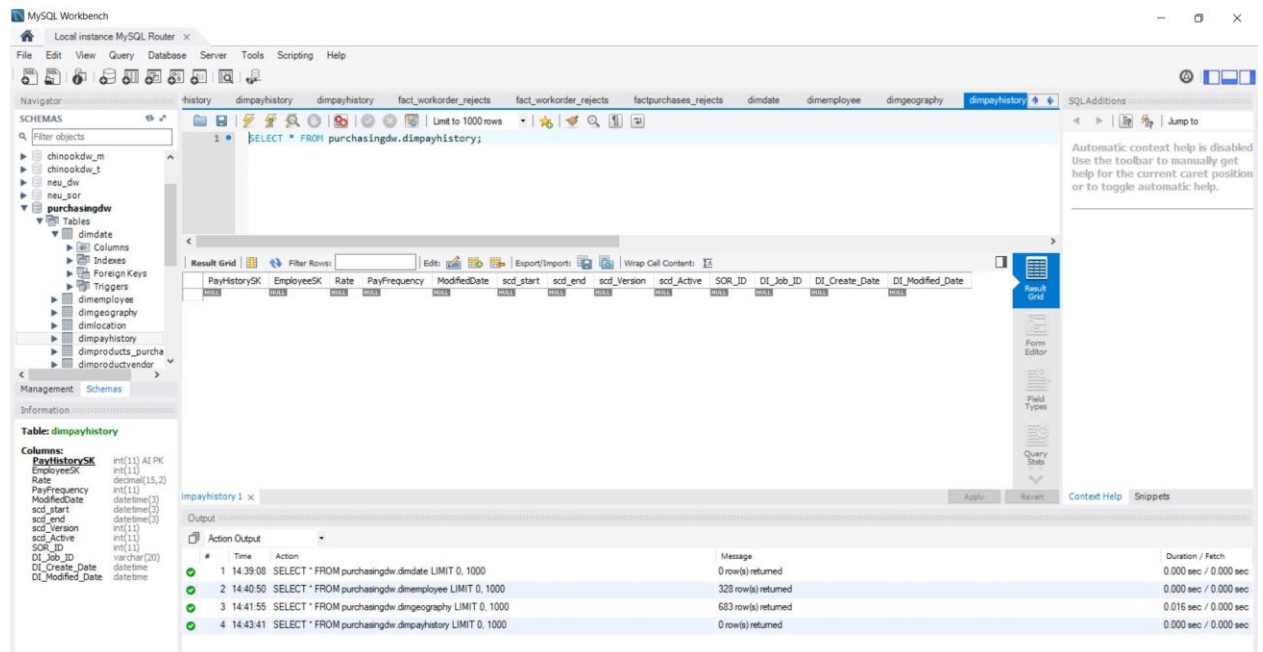 MySQL Workbench
Local instance MySQL Router ×
File Edit View Query Database Server Tools Scripting Help
Navigator
SCHEMAS
Filter objects
chinookdw_m
chinookdw_t
neu_dw
neu_sor
purchasingdw
Tables
dimdate
Columns
Indexes
Foreign Keys
Triggers
dimemployee
dimgeography
dimlocation
dimpayhistory
dimproducts_purcha
dimproductvendor
Management Schemas
Information
Table: dimpayhistory
Columns:
PayHistorySK int(11) AI PK
EmployeeSK int(11)
Rate decimal(15,2)
PayFrequency int(11)
ModifiedDate datetime(3)
scd_start datetime(3)
scd_end datetime(3)
scd_Version int(11)
scd_Active int(11)
SOR_ID int(11)
DI_Job_ID varchar(20)
DI_Create_Date datetime
DI_Modified_Date datetime
history dimpayhistory dimpayhistory fact_workorder_rejects fact_workorder_rejects factpurchases_rejects dimdate dimemployee dimgeography dimpayhistory
Limit to 1000 rows
1 SELECT * FROM purchasingdw.dimpayhistory;
Result Grid Filter Rows: Edit: Export/Import: Wrap Cell Content:
PayHistorySK EmployeeSK Rate PayFrequency ModifiedDate scd_start scd_end scd_Version scd_Active SOR_ID DI_Job_ID DI_Create_Date DI_Modified_Date
NULL NULL NULL NULL NULL NULL NULL NULL NULL NULL NULL NULL NULL
Result Grid
Form Editor
Field Types
Query Stats
impayhistory 1 × Apply Revert
Output
Action Output
# Time Action Message Duration / Fetch
1 14:39:08 SELECT * FROM purchasingdw.dimdate LIMIT 0, 1000 0 row(s) returned 0.000 sec / 0.000 sec
2 14:40:50 SELECT * FROM purchasingdw.dimemployee LIMIT 0, 1000 328 row(s) returned 0.000 sec / 0.000 sec
3 14:41:55 SELECT * FROM purchasingdw.dimgeography LIMIT 0, 1000 683 row(s) returned 0.016 sec / 0.000 sec
4 14:43:41 SELECT * FROM purchasingdw.dimpayhistory LIMIT 0, 1000 0 row(s) returned 0.000 sec / 0.000 sec
SQLAdditions
Jump to
Automatic context help is disabled
Use the toolbar to manually get
help for the current caret position
or to toggle automatic help.
Context Help Snippets